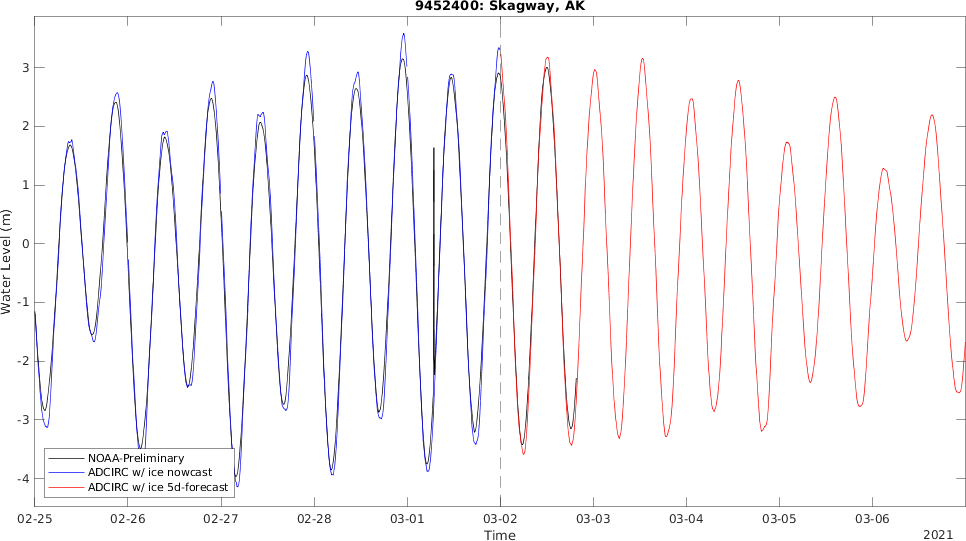 9452400: Skagway, AK
Water Level (m)
3
2
1
0
-1
-2
-3
-4
NOAA-Preliminary
ADCIRC w/ ice nowcast
ADCIRC w/ ice 5d-forecast
02-25 02-26 02-27 02-28 03-01 03-02 03-03 03-04 03-05 03-06
Time
2021